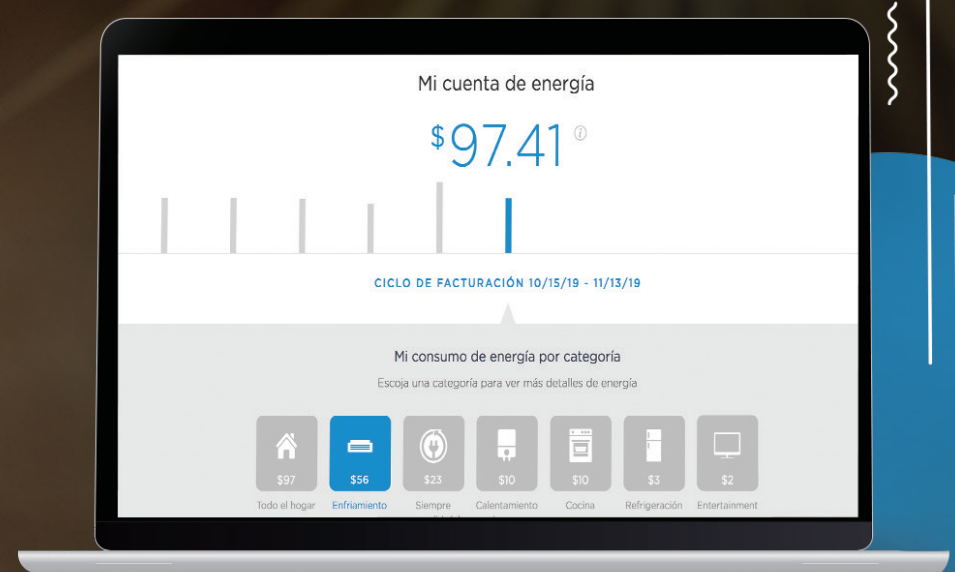 Mi cuenta de energía
$97.41
CICLO DE FACTURACIÓN 10/15/19 - 11/13/19
Mi consumo de energía por categoría
Escoja una categoría para ver más detalles de energía
$97 $56 $23 $10 $10 $3 $2
Todo el hogar Enfriamiento Siempre Calentamiento Cocina Refrigeración Entertainment